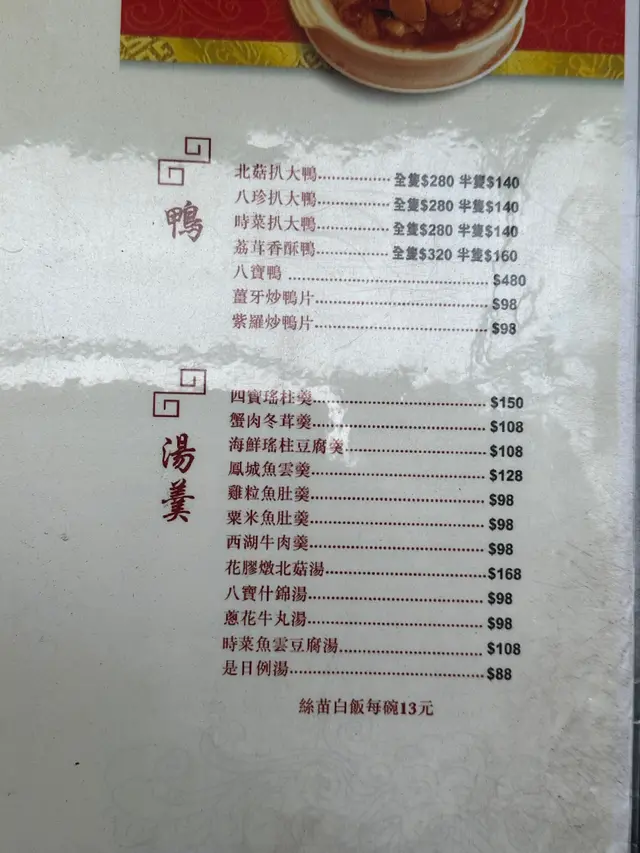 鴨
北菇扒大鴨.................. 全隻$280 半隻$140
八珍扒大鴨.................. 全隻$280 半隻$140
時菜扒大鴨.................. 全隻$280 半隻$140
荔茸香酥鴨.................. 全隻$320 半隻$160
八寶鴨 .................. $480
薑牙炒鴨片.................. $98
紫羅炒鴨片.................. $98
湯羹
四寶瑤柱羹.................. $150
蟹肉冬茸羹.................. $108
海鮮瑤柱豆腐羹.................. $108
鳳城魚雲羹.................. $128
雞粒魚肚羹.................. $98
粟米魚肚羹.................. $98
西湖牛肉羹.................. $98
花膠燉北菇湯.................. $168
八寶什錦湯.................. $98
蔥花牛丸湯.................. $98
時菜魚雲豆腐湯.................. $108
是日例湯.................. $88
絲苗白飯每碗13元